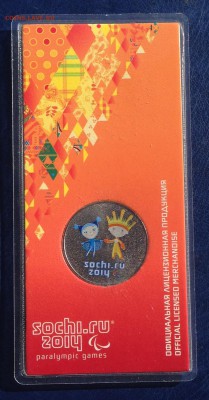 sochi.ru
2014
sochi.ru
2014
paralympic games
ОФИЦИАЛЬНАЯ ЛИЦЕНЗИОННАЯ ПРОДУКЦИЯ
OFFICIAL LICENSED MERCHANDISE